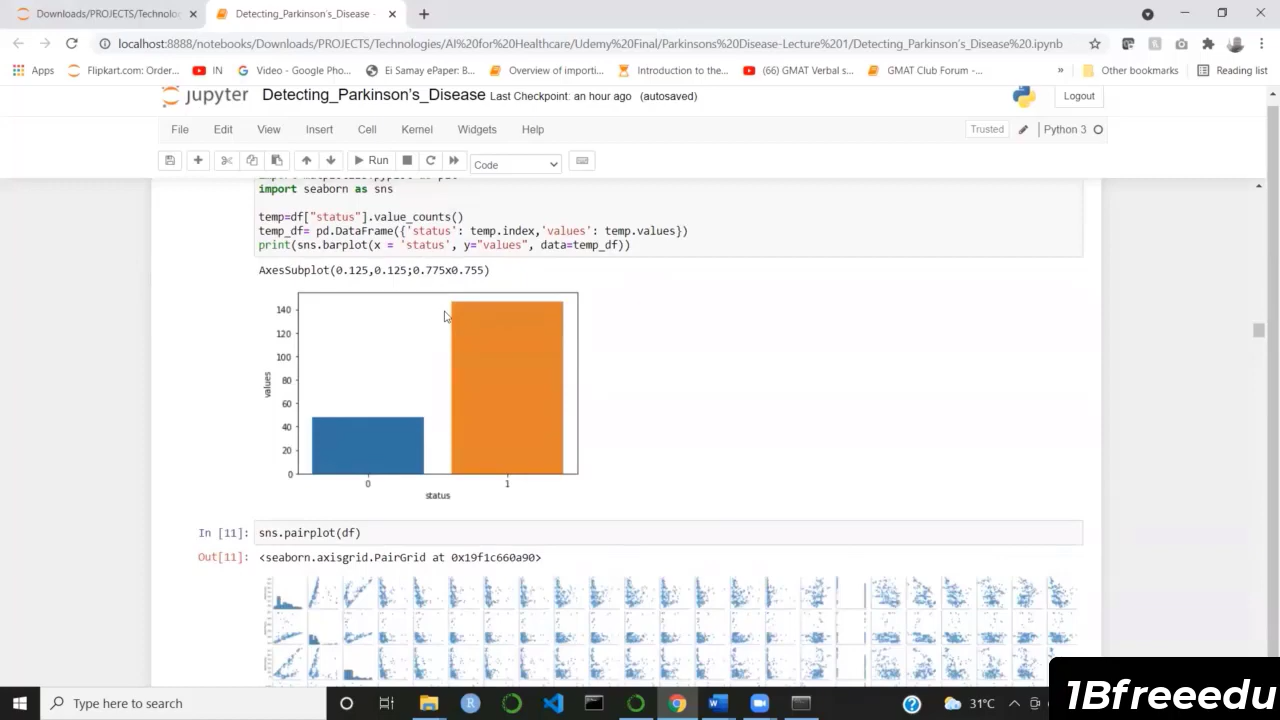 Downloads/PROJECTS/Technolo
Detecting_Parkinson's_Disease -
localhost:8888/notebooks/Downloads/PROJECTS/Technologies/AI%20for%20Healthcare/Udemy%20Final/Parkinsons%20Disease-Lecture%201/Detecting_Parkinson's_Disease%20.ipynb
Apps
Flipkart.com: Order...
IN
Video - Google Pho...
Ei Samay ePaper: B...
Overview of importi...
Introduction to the...
(66) GMAT Verbal s...
GMAT Club Forum -...
»
Other bookmarks
Reading list
jupyter
Detecting_Parkinson's_Disease Last Checkpoint: an hour ago (autosaved)
Logout
File
Edit
View
Insert
Cell
Kernel
Widgets
Help
Trusted
Python 3
Run
Code
import seaborn as sns
temp=df["status"].value_counts()
temp_df= pd.DataFrame({'status': temp.index,'values': temp.values})
print(sns.barplot(x = 'status', y="values", data=temp_df))
AxesSubplot(0.125,0.125;0.775x0.755)
140
120
100
80
60
40
20
0
values
0
1
status
In [11]: sns.pairplot(df)
Out[11]: <seaborn.axisgrid.PairGrid at 0x19f1c660a90>
Type here to search
31°C
1Bfreeedu